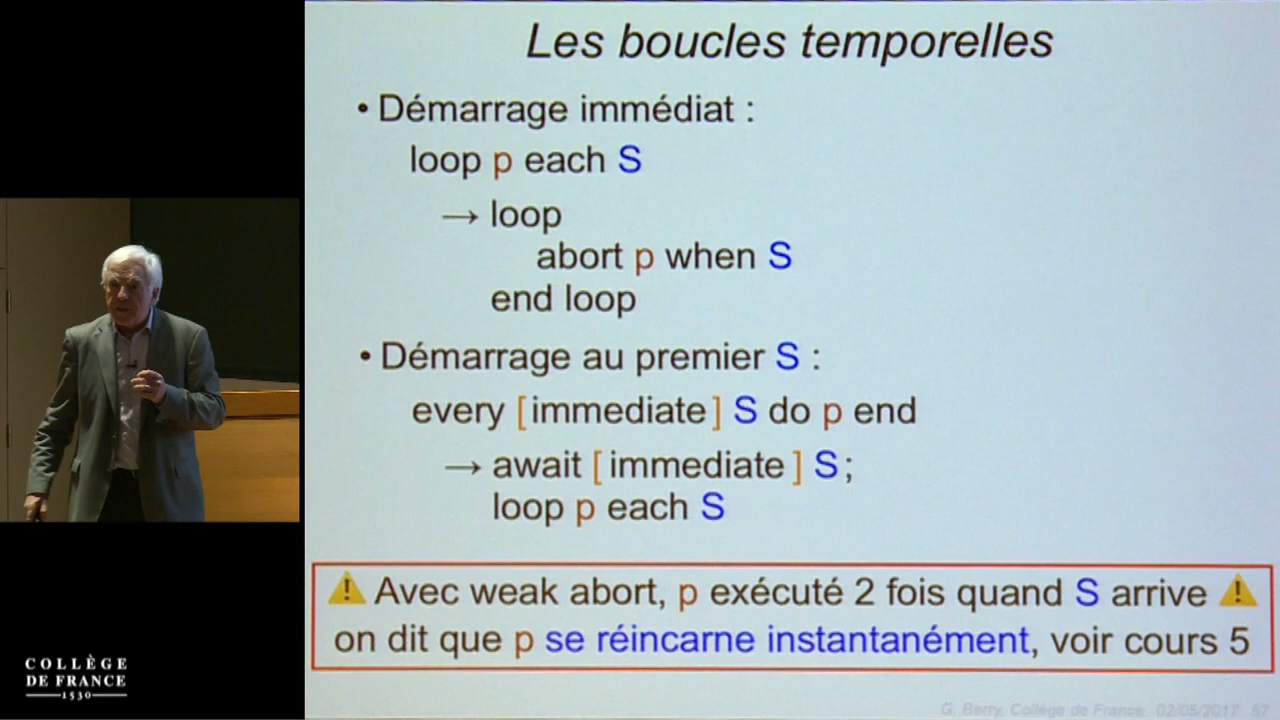 Les boucles temporelles
• Démarrage immédiat :
loop p each S
→ loop
abort p when S
end loop
• Démarrage au premier S :
every [immediate] S do p end
→ await [immediate] S;
loop p each S
⚠ Avec weak abort, p exécuté 2 fois quand S arrive ⚠
on dit que p se réincarne instantanément, voir cours 5
G. Berry, Collège de France 02/05/2017 57
COLLÈGE
DE FRANCE
1530